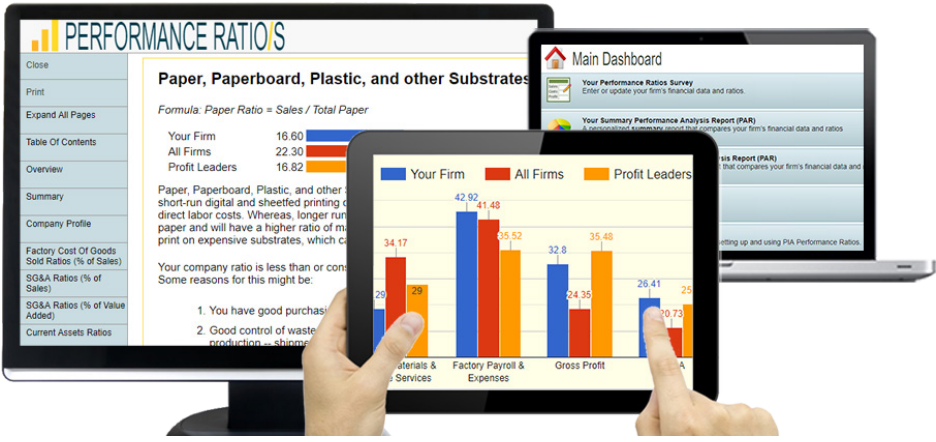 PERFORMANCE RATIO/S
Close
Print
Expand All Pages
Table Of Contents
Overview
Summary
Company Profile
Factory Cost Of Goods
Sold Ratios (% of Sales)
SG&A Ratios (% of
Sales)
SG&A Ratios (% of Value
Added)
Current Assets Ratios
Paper, Paperboard, Plastic, and other Substrates
Formula: Paper Ratio = Sales / Total Paper
Your Firm 16.60
All Firms 22.30
Profit Leaders 16.82
Paper, Paperboard, Plastic, and other
short-run digital and sheetfed printing
direct labor costs. Whereas, longer run
paper and will have a higher ratio of
print on expensive substrates, which
Your company ratio is less than or
Some reasons for this might be:
1. You have good
2. Good control of waste
production --
Main Dashboard
Your Performance Ratios Survey
Enter or update your firm's financial data and ratios.
Your Summary Performance Analysis Report (PAR)
A personalized summary report that compares your firm's financial data and ratios
Report (PAR)
that compares your firm's financial data and
up and using PIA Performance Ratios.
Your Firm All Firms Profit Leaders
42.92
41.48
34.17
35.52
32.8
35.48
29
29
24.35
26.41
20.73
25
& 
Services
Factory Payroll &
Expenses
Gross Profit